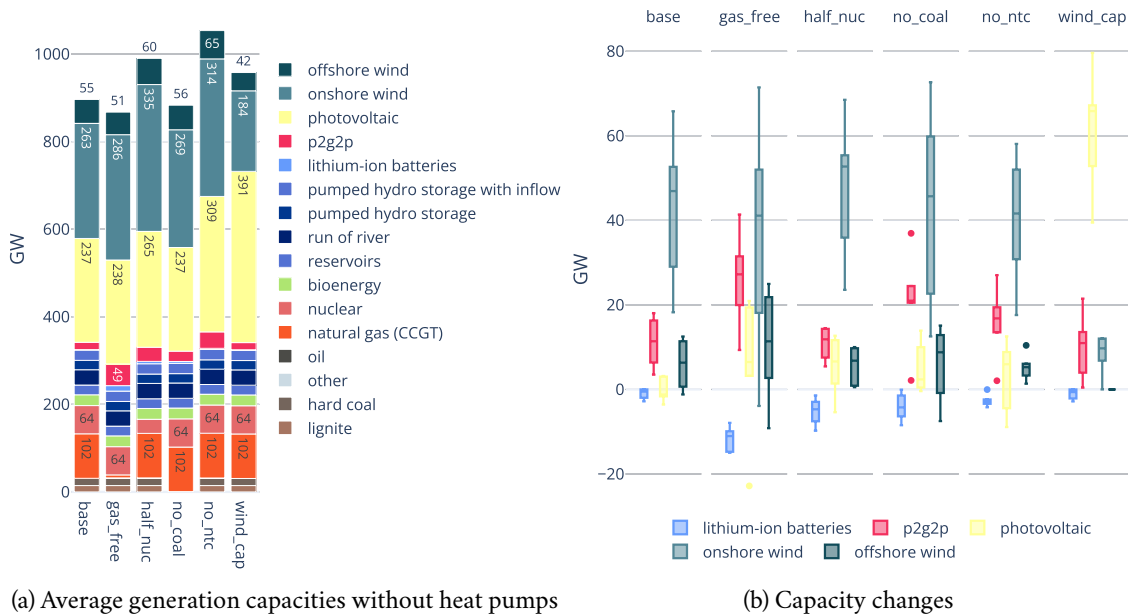 GW
1000
800
600
400
200
0
55
51
60
56
65
42
263
286
335
269
314
184
237
238
265
237
309
391
49
64
64
64
64
64
102
102
102
102
102
base
gas_free
half_nuc
no_coal
no_ntc
wind_cap
offshore wind
onshore wind
photovoltaic
p2g2p
lithium-ion batteries
pumped hydro storage with inflow
pumped hydro storage
run of river
reservoirs
bioenergy
nuclear
natural gas (CCGT)
oil
other
hard coal
lignite
(a) Average generation capacities without heat pumps
base gas_free half_nuc no_coal no_ntc wind_cap
GW
80
60
40
20
0
−20
lithium-ion batteries p2g2p photovoltaic
onshore wind offshore wind
(b) Capacity changes